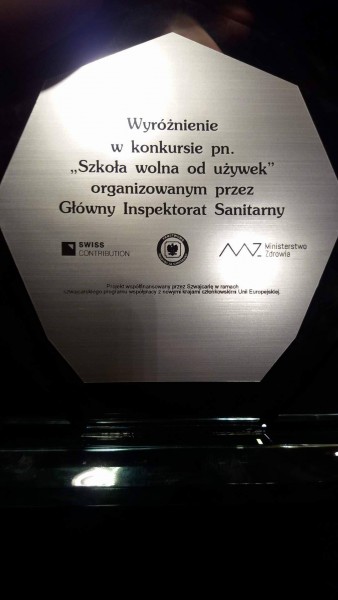 Wyróżnienie
w konkursie pn.
„Szkoła wolna od używek”
organizowanym przez
Główny Inspektorat Sanitarny
SWISS
CONTRIBUTION
Ministerstwo
Zdrowia
Projekt współfinansowany przez Szwajcarię w ramach
szwajcarskiego programu współpracy z nowymi krajami członkowskimi Unii Europejskiej.